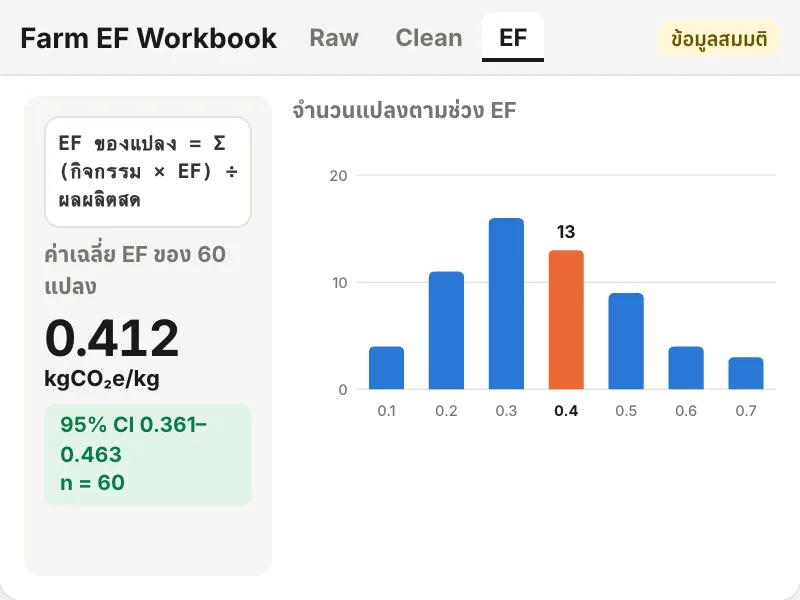 Farm EF Workbook
Raw
Clean
EF
ข้อมูลสมมติ
EF ของแปลง = Σ
(กิจกรรม × EF) ÷
ผลผลิตสด
ค่าเฉลี่ย EF ของ 60
แปลง
0.412
kgCO₂e/kg
95% CI 0.361–
0.463
n = 60
จำนวนแปลงตามช่วง EF
20
10
0
13
0.1
0.2
0.3
0.4
0.5
0.6
0.7